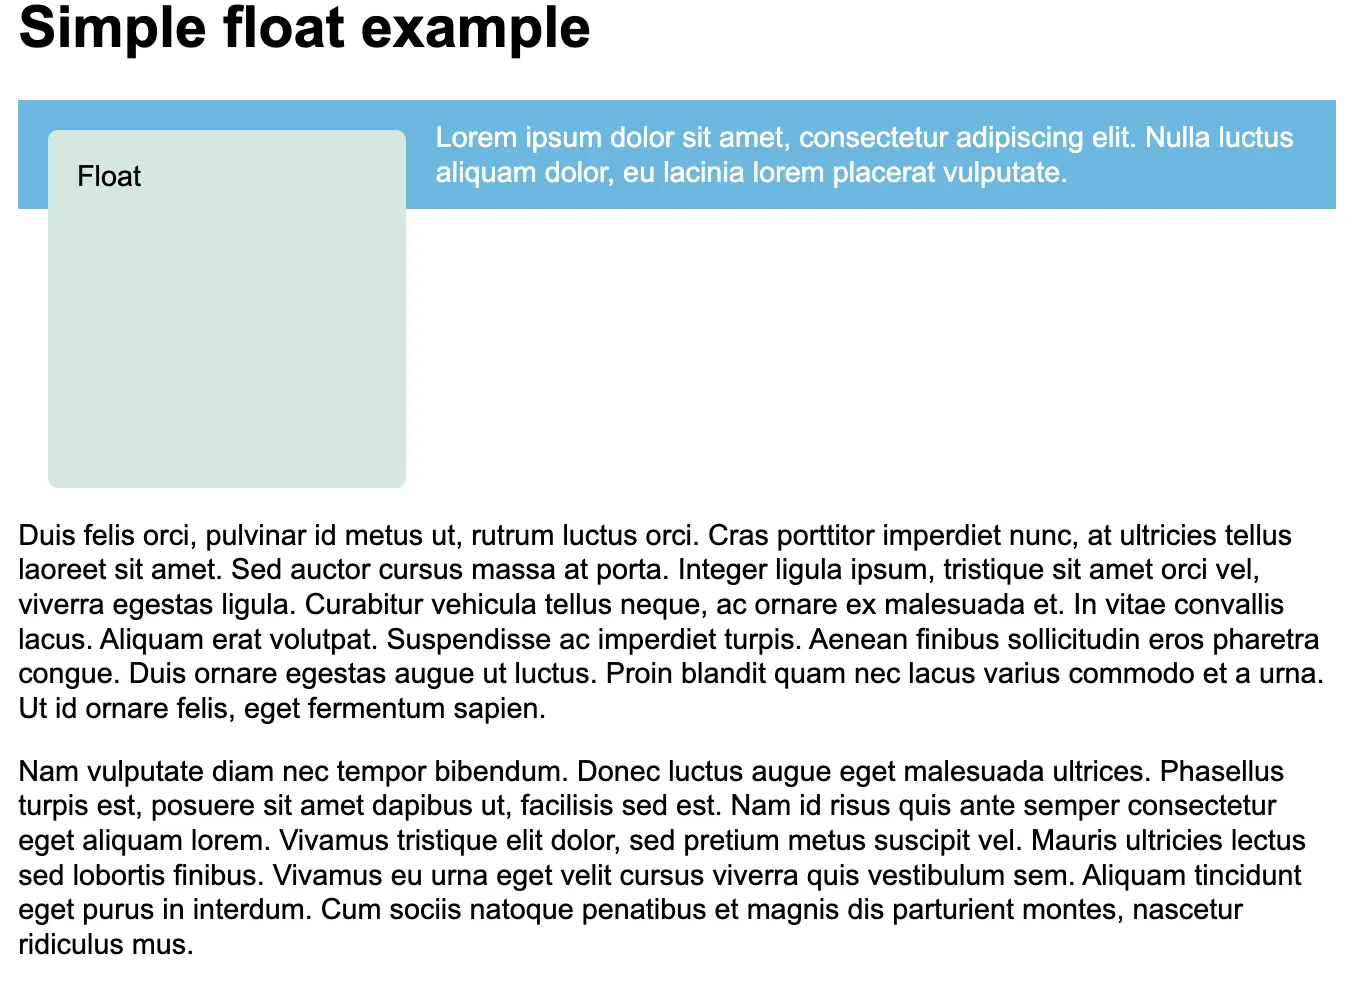 Simple float example
Float
Lorem ipsum dolor sit amet, consectetur adipiscing elit. Nulla luctus
aliquam dolor, eu lacinia lorem placerat vulputate.
Duis felis orci, pulvinar id metus ut, rutrum luctus orci. Cras porttitor imperdiet nunc, at ultricies tellus
laoreet sit amet. Sed auctor cursus massa at porta. Integer ligula ipsum, tristique sit amet orci vel,
viverra egestas ligula. Curabitur vehicula tellus neque, ac ornare ex malesuada et. In vitae convallis
lacus. Aliquam erat volutpat. Suspendisse ac imperdiet turpis. Aenean finibus sollicitudin eros pharetra
congue. Duis ornare egestas augue ut luctus. Proin blandit quam nec lacus varius commodo et a urna.
Ut id ornare felis, eget fermentum sapien.
Nam vulputate diam nec tempor bibendum. Donec luctus augue eget malesuada ultrices. Phasellus
turpis est, posuere sit amet dapibus ut, facilisis sed est. Nam id risus quis ante semper consectetur
eget aliquam lorem. Vivamus tristique elit dolor, sed pretium metus suscipit vel. Mauris ultricies lectus
sed lobortis finibus. Vivamus eu urna eget velit cursus viverra quis vestibulum sem. Aliquam tincidunt
eget purus in interdum. Cum sociis natoque penatibus et magnis dis parturient montes, nascetur
ridiculus mus.